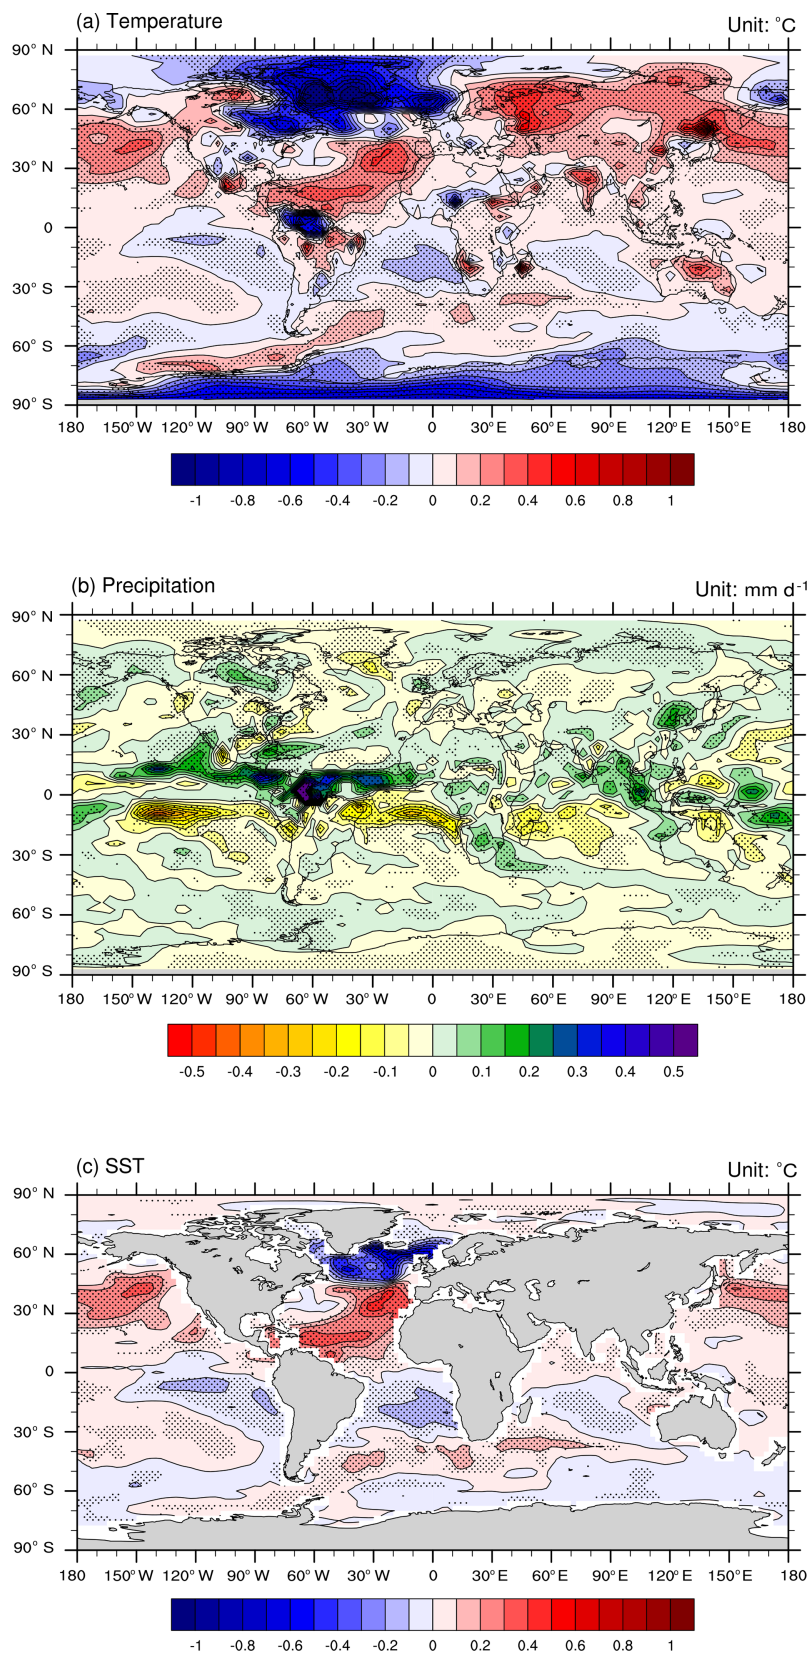 (a) Temperature
Unit: °C
90° N
60° N
30° N
0
30° S
60° S
90° S
180 150° W 120° W 90° W 60° W 30° W 0 30° E 60° E 90° E 120° E 150° E 180
-1 -0.8 -0.6 -0.4 -0.2 0 0.2 0.4 0.6 0.8 1
(b) Precipitation
Unit: mm d-1
90° N
60° N
30° N
0
30° S
60° S
90° S
180 150° W 120° W 90° W 60° W 30° W 0 30° E 60° E 90° E 120° E 150° E 180
-0.5 -0.4 -0.3 -0.2 -0.1 0 0.1 0.2 0.3 0.4 0.5
(c) SST
Unit: °C
90° N
60° N
30° N
0
30° S
60° S
90° S
180 150° W 120° W 90° W 60° W 30° W 0 30° E 60° E 90° E 120° E 150° E 180
-1 -0.8 -0.6 -0.4 -0.2 0 0.2 0.4 0.6 0.8 1